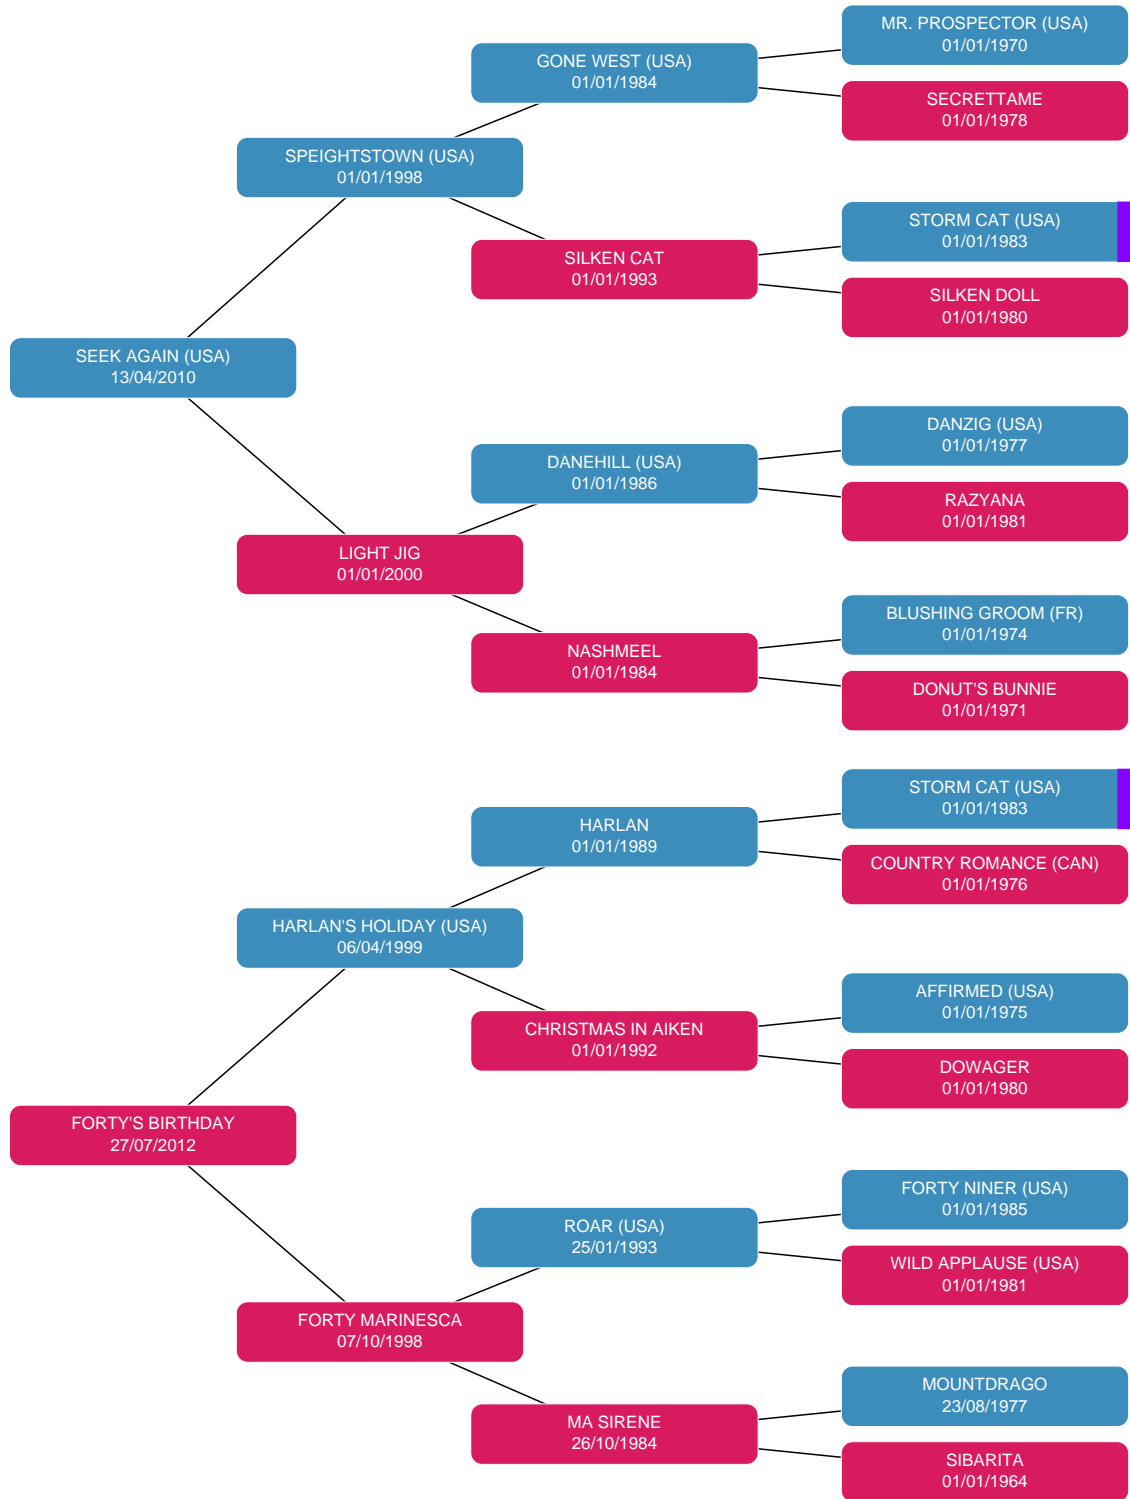 MR. PROSPECTOR (USA)
01/01/1970
GONE WEST (USA)
01/01/1984
SECRETTAME
01/01/1978
SPEIGHTSTOWN (USA)
01/01/1998
STORM CAT (USA)
01/01/1983
SILKEN CAT
01/01/1993
SILKEN DOLL
01/01/1980
SEEK AGAIN (USA)
13/04/2010
DANZIG (USA)
01/01/1977
DANEHILL (USA)
01/01/1986
RAZYANA
01/01/1981
LIGHT JIG
01/01/2000
BLUSHING GROOM (FR)
01/01/1974
NASHMEEL
01/01/1984
DONUT'S BUNNIE
01/01/1971
STORM CAT (USA)
01/01/1983
HARLAN
01/01/1989
COUNTRY ROMANCE (CAN)
01/01/1976
HARLAN'S HOLIDAY (USA)
06/04/1999
AFFIRMED (USA)
01/01/1975
CHRISTMAS IN AIKEN
01/01/1992
DOWAGER
01/01/1980
FORTY'S BIRTHDAY
27/07/2012
FORTY NINER (USA)
01/01/1985
ROAR (USA)
25/01/1993
WILD APPLAUSE (USA)
01/01/1981
FORTY MARINESCA
07/10/1998
MOUNTDRAGO
23/08/1977
MA SIRENE
26/10/1984
SIBARITA
01/01/1964